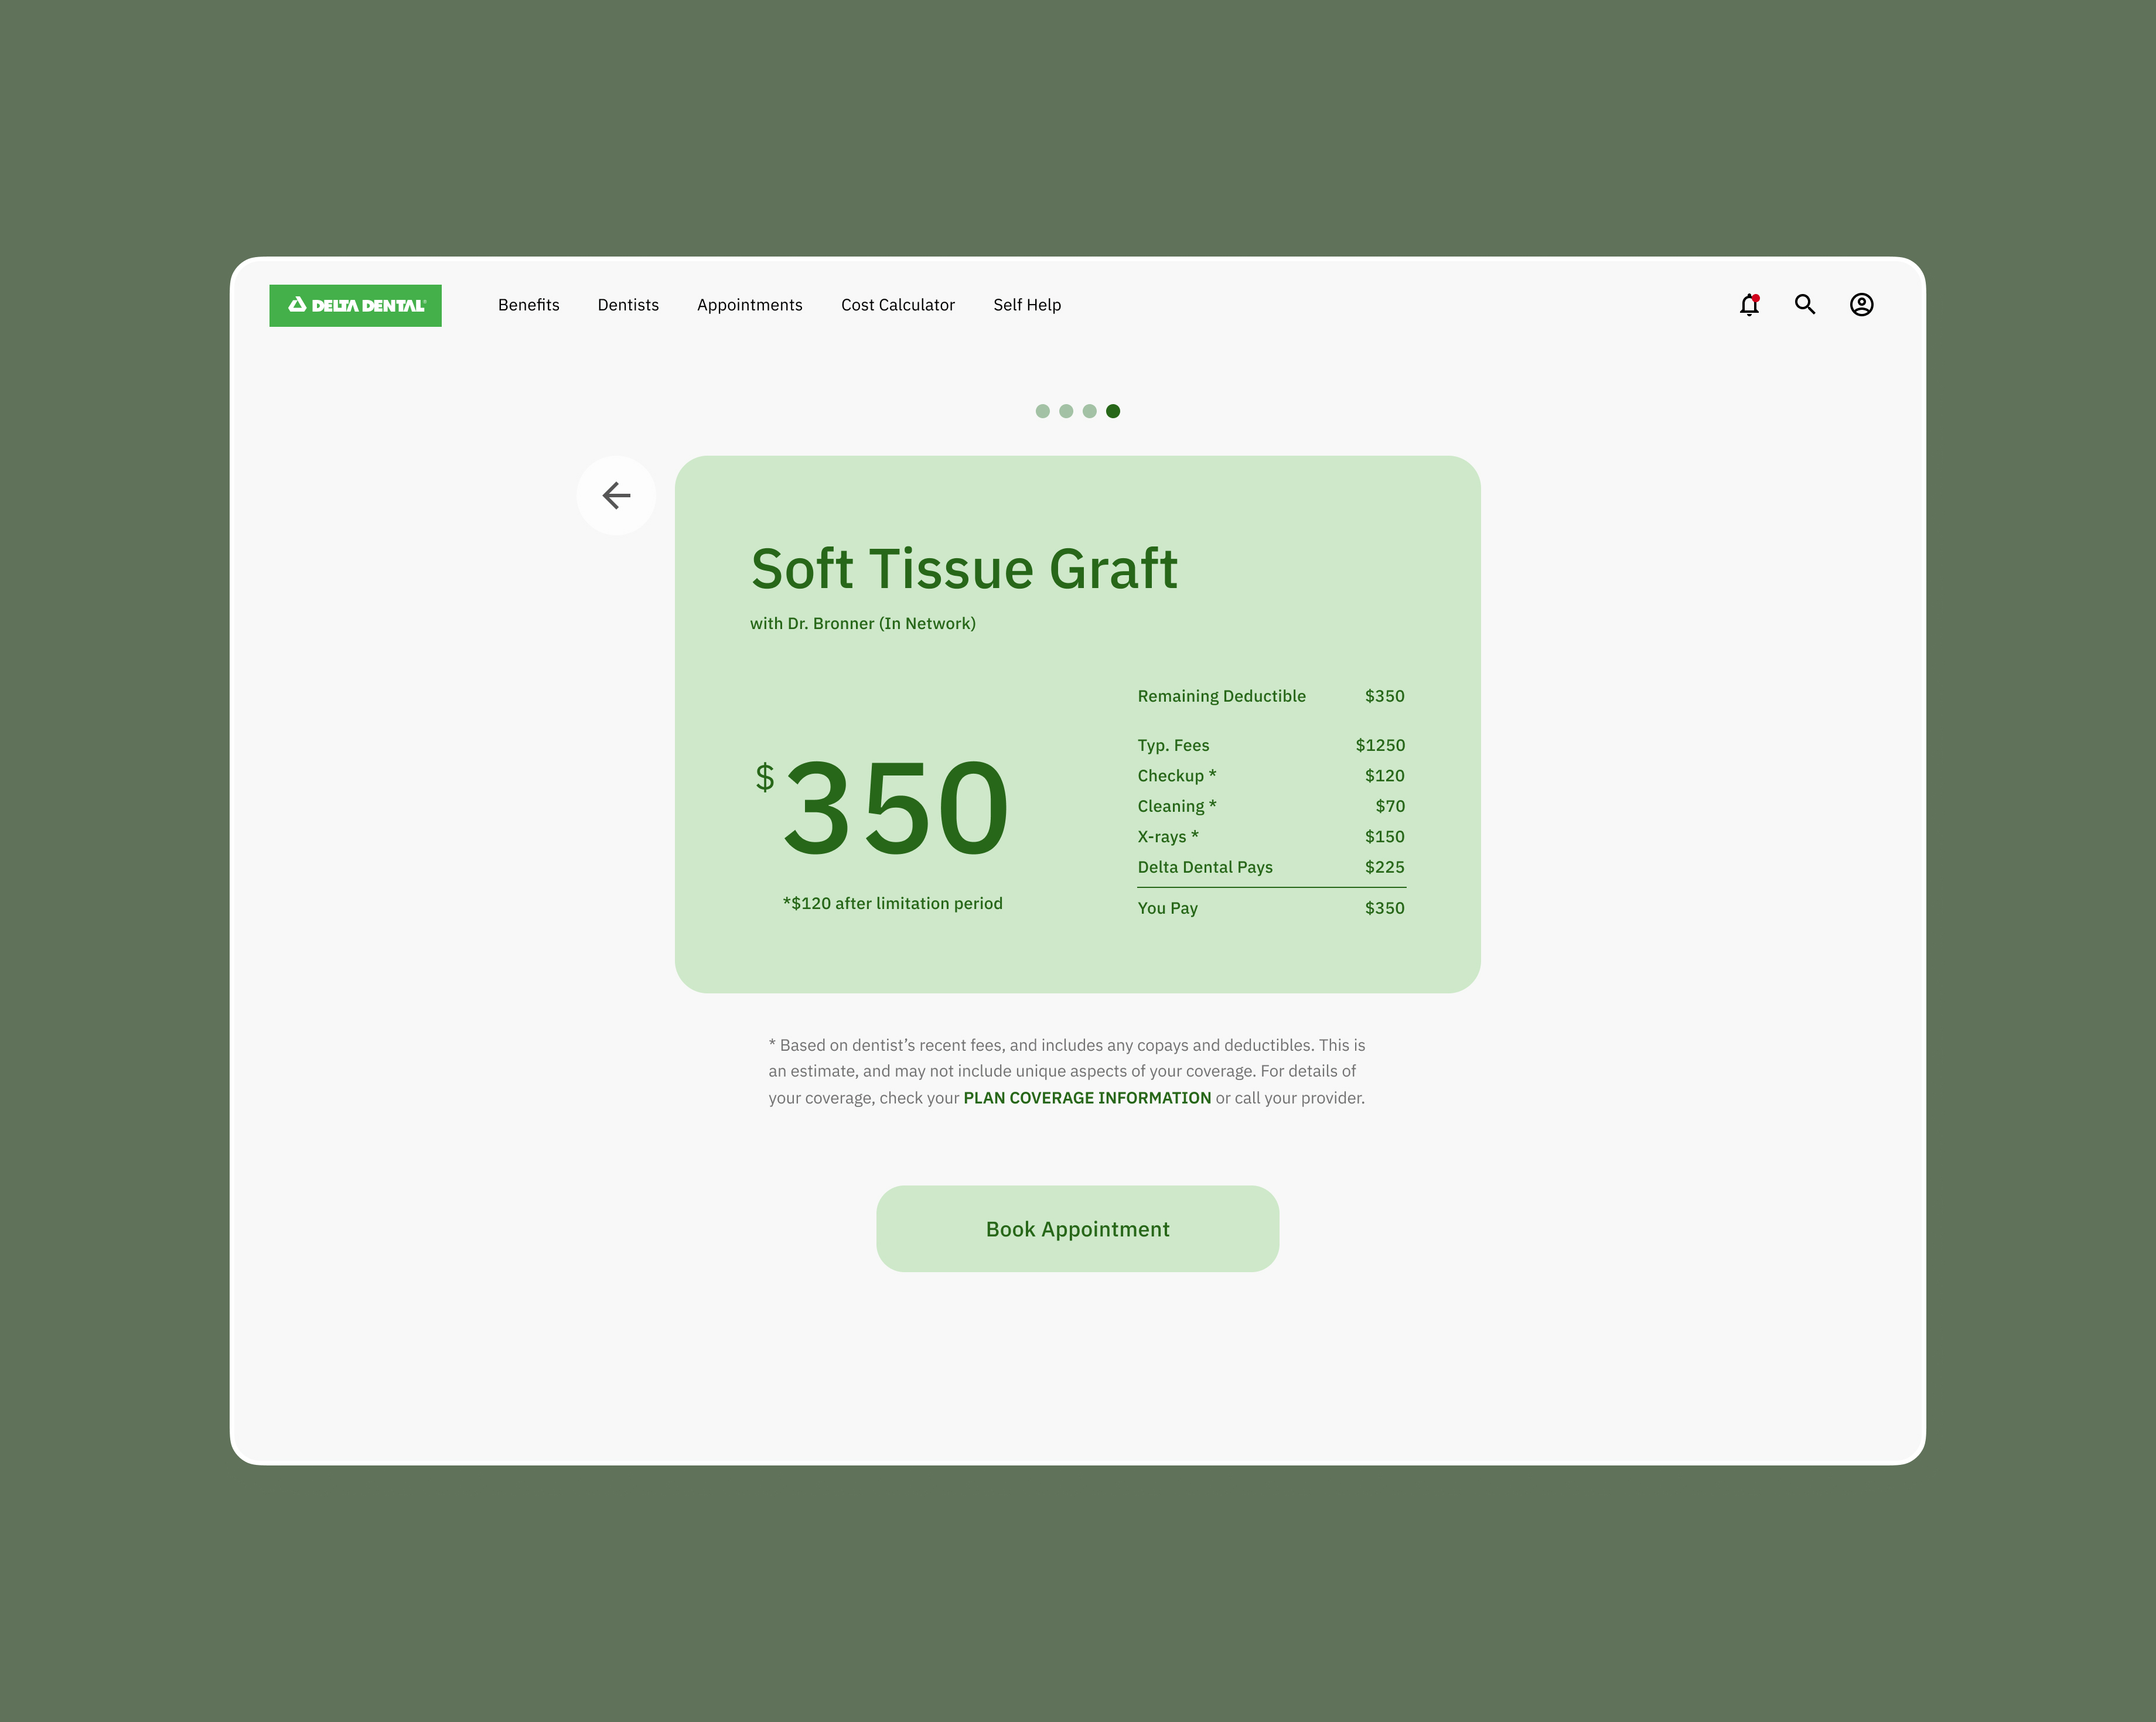 DELTA DENTAL
Benefits Dentists Appointments Cost Calculator Self Help
Soft Tissue Graft
with Dr. Bronner (In Network)
Remaining Deductible $350
Typ. Fees $1250
Checkup * $120
Cleaning * $70
X-rays * $150
Delta Dental Pays $225
You Pay $350
$350
*$120 after limitation period
* Based on dentist’s recent fees, and includes any copays and deductibles. This is
an estimate, and may not include unique aspects of your coverage. For details of
your coverage, check your PLAN COVERAGE INFORMATION or call your provider.
Book Appointment